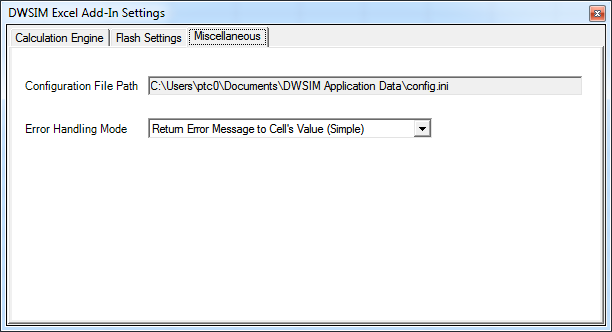 DWSIM Excel Add-In Settings
Calculation Engine Flash Settings Miscellaneous
Configuration File Path C:\Users\ptc0\Documents\DWSIM Application Data\config.ini
Error Handling Mode Return Error Message to Cell's Value (Simple)